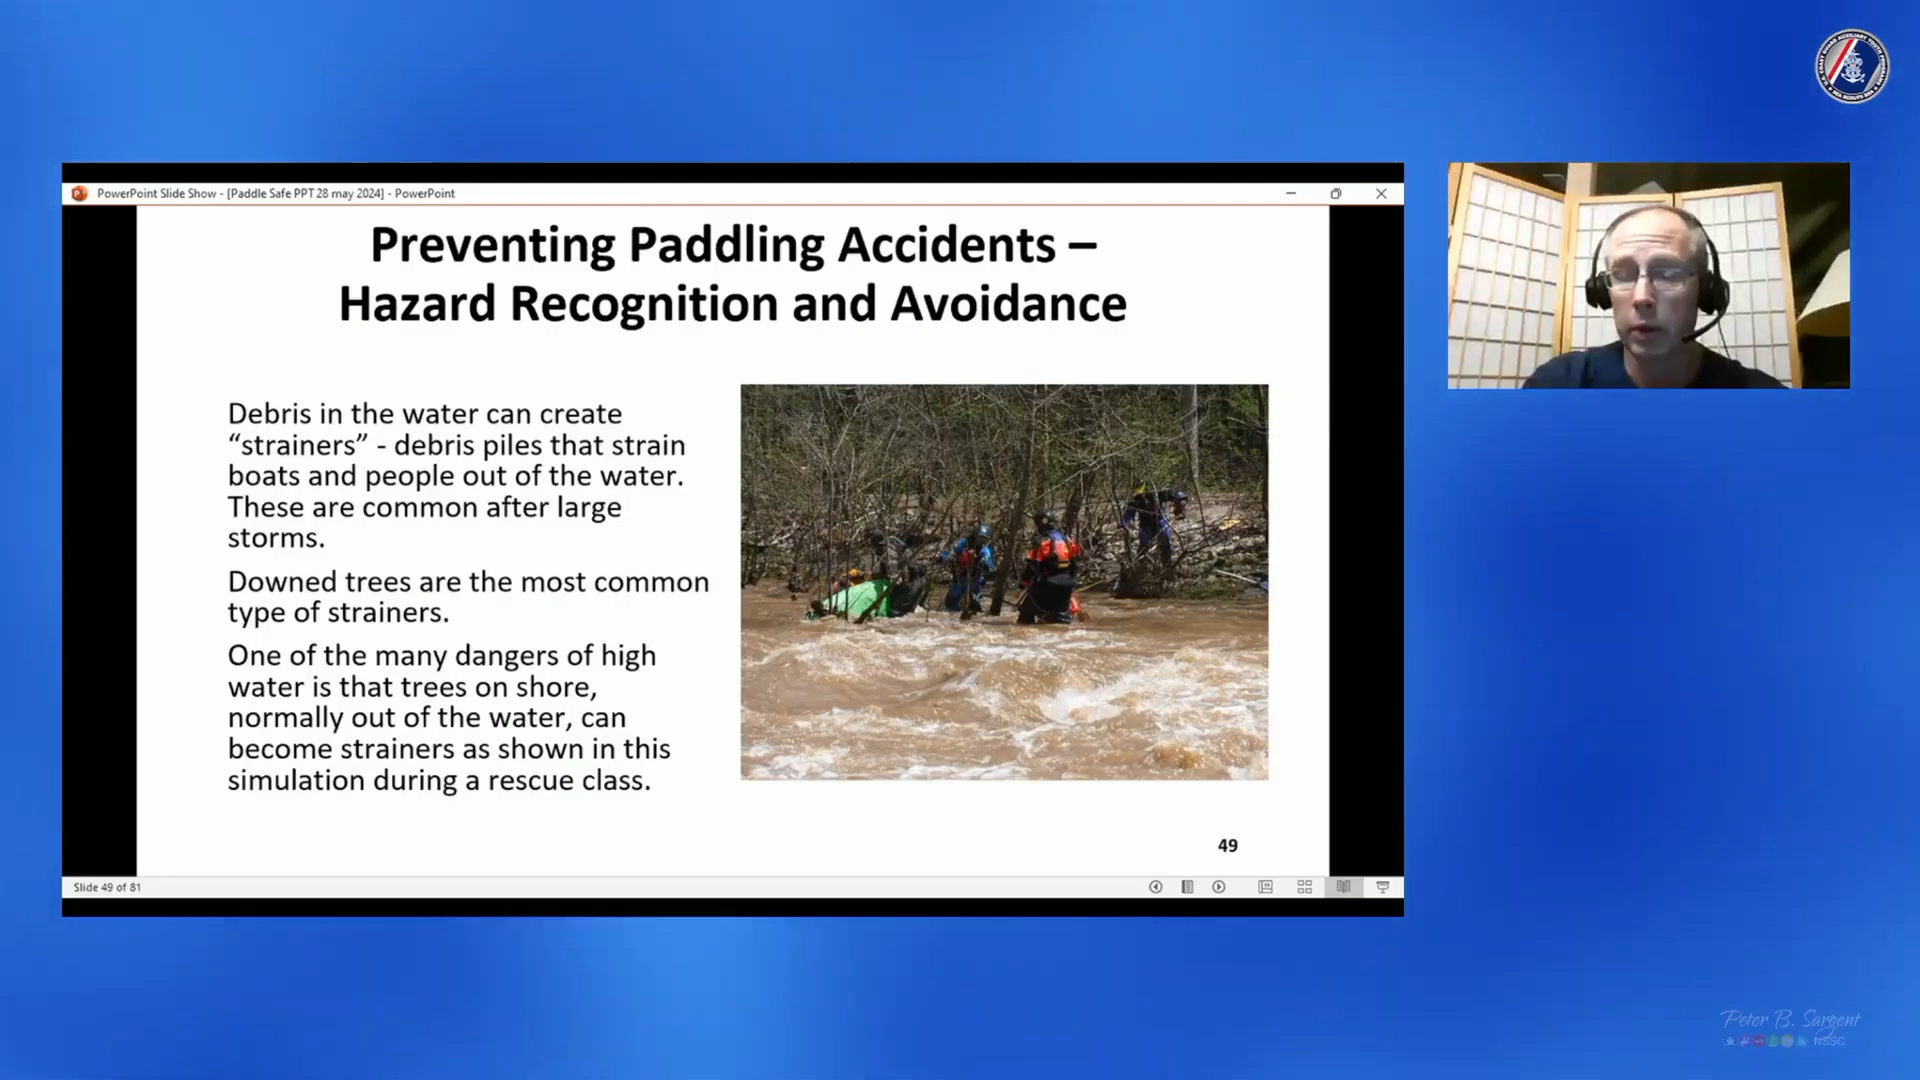 PowerPoint Slide Show - [Paddle Safe PPT 28 may 2024] - PowerPoint
Preventing Paddling Accidents –
Hazard Recognition and Avoidance
Debris in the water can create
“strainers” - debris piles that strain
boats and people out of the water.
These are common after large
storms.
Downed trees are the most common
type of strainers.
One of the many dangers of high
water is that trees on shore,
normally out of the water, can
become strainers as shown in this
simulation during a rescue class.
49
Slide 49 of 81
Peter B. Sargent
NSSC